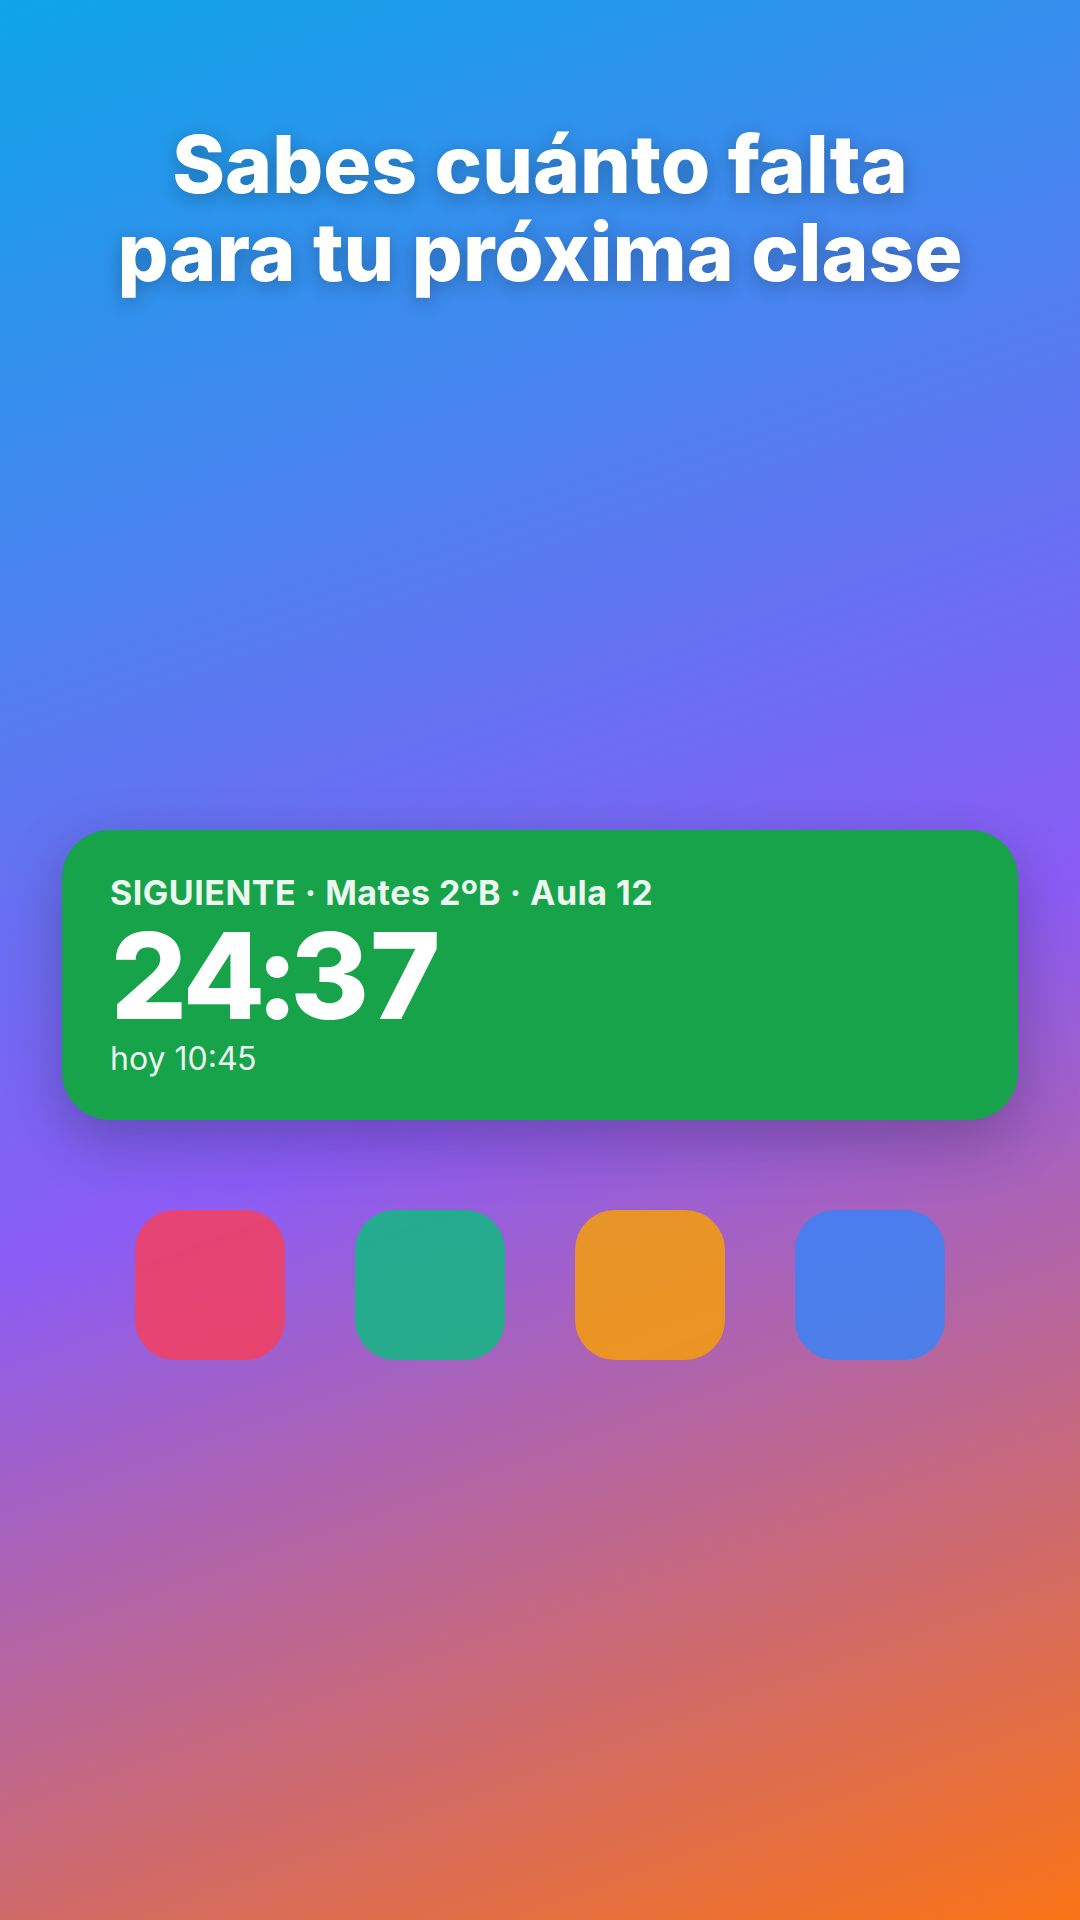 Sabes cuánto falta
para tu próxima clase
SIGUIENTE · Mates 2ºB · Aula 12
24:37
hoy 10:45